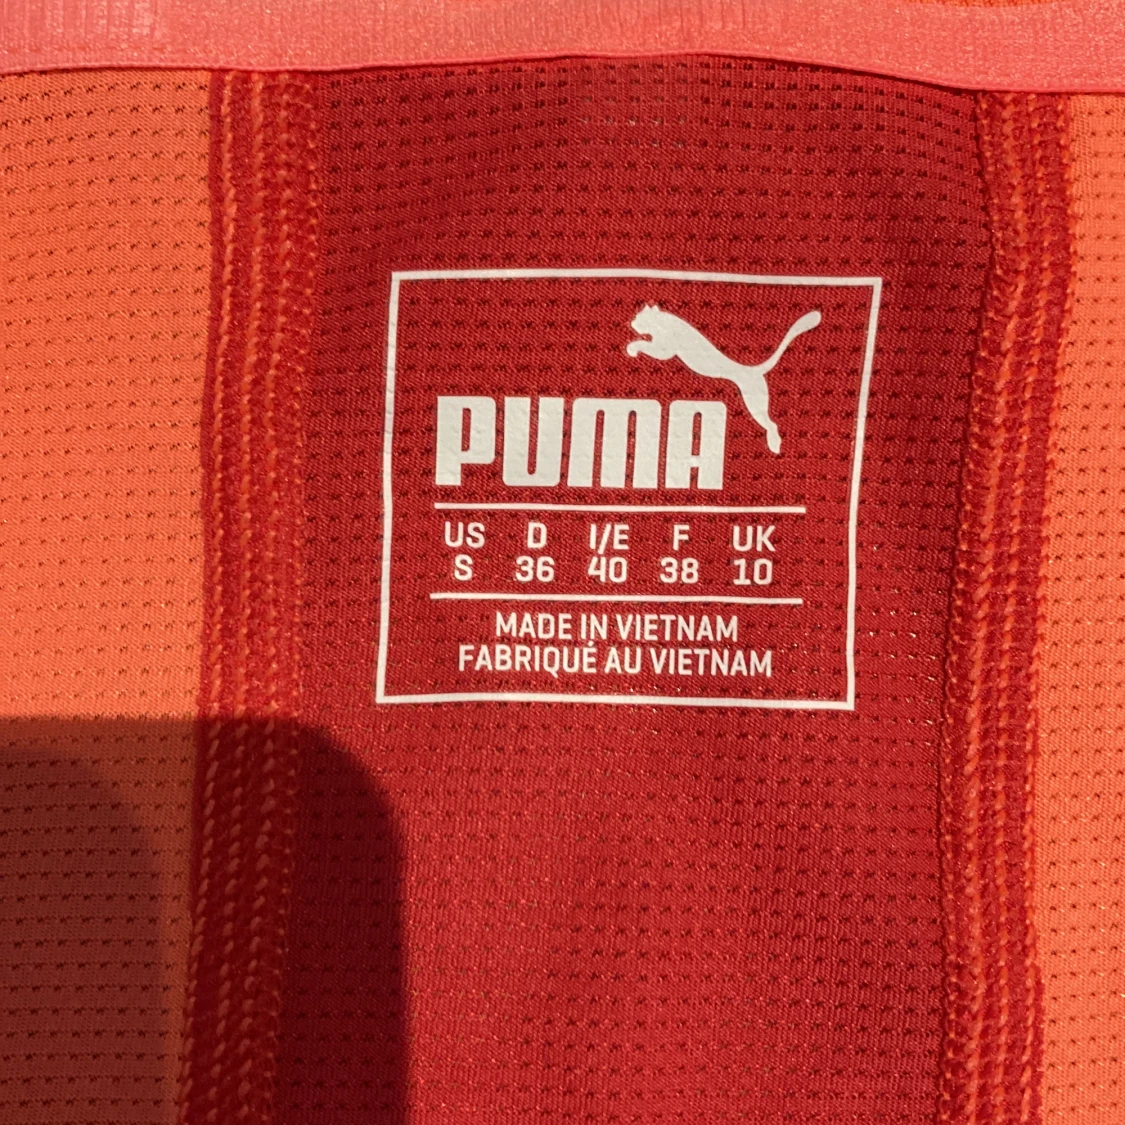 PUMA
US D I/E F UK
S 36 40 38 10
MADE IN VIETNAM
FABRIQUÉ AU VIETNAM